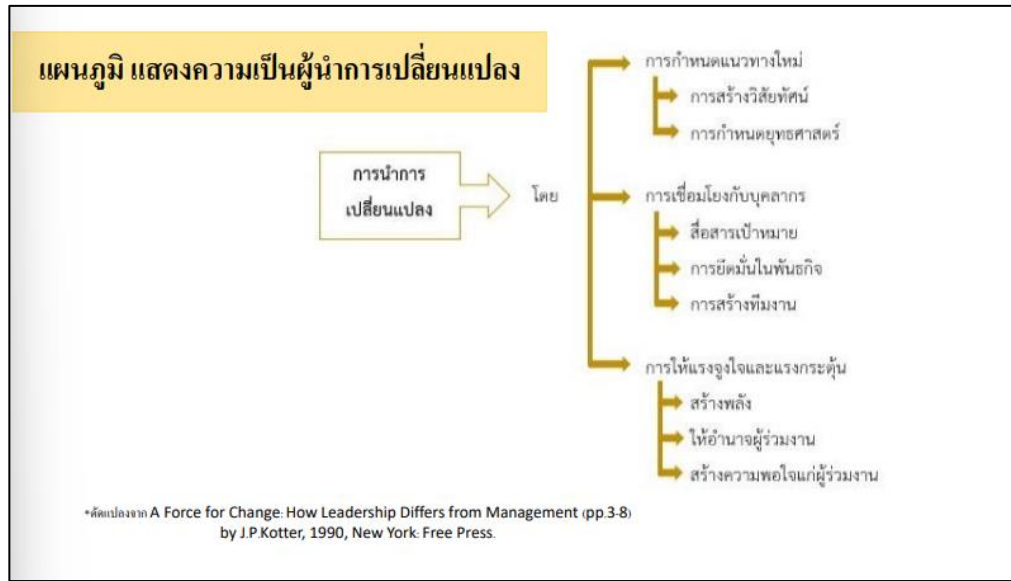 แผนภูมิ แสดงความเป็นผู้นำการเปลี่ยนแปลง
การนำการ
เปลี่ยนแปลง
โดย
การกำหนดแนวทางใหม่
การสร้างวิสัยทัศน์
การกำหนดยุทธศาสตร์
การเชื่อมโยงกับบุคลากร
สื่อสารเป้าหมาย
การยึดมั่นในพันธกิจ
การสร้างทีมงาน
การให้แรงจูงใจและแรงกระตุ้น
สร้างพลัง
ให้อำนาจผู้ร่วมงาน
สร้างความพอใจแก่ผู้ร่วมงาน
*ดัดแปลงจาก A Force for Change: How Leadership Differs from Management (pp.3-8)
by J.P.Kotter, 1990, New York: Free Press.